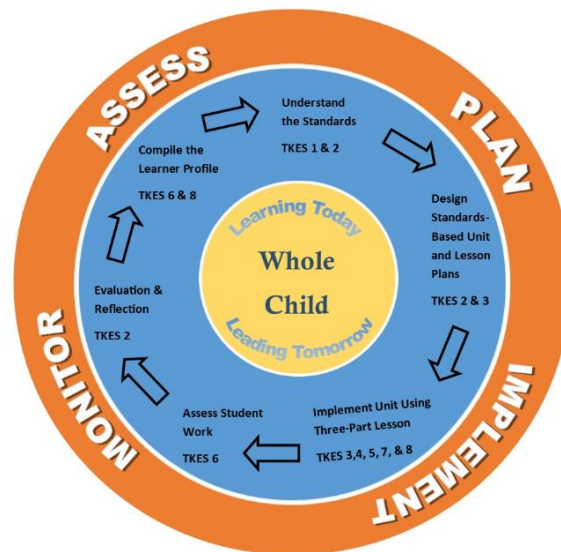 ASSESS
PLAN
IMPLEMENT
MONITOR
Understand
the Standards
TKES 1 & 2
Design
Standards-
Based Unit
and Lesson
Plans
TKES 2 & 3
Implement Unit Using
Three-Part Lesson
TKES 3,4, 5, 7, & 8
Assess Student
Work
TKES 6
Evaluation &
Reflection
TKES 2
Compile the
Learner Profile
TKES 6 & 8
Learning Today
Whole
Child
Leading Tomorrow